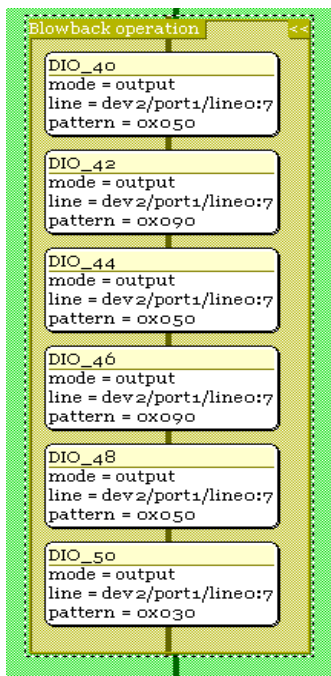 Blowback operation <<
DIO_40
mode = output
line = dev2/port1/line0:7
pattern = 0x050
DIO_42
mode = output
line = dev2/port1/line0:7
pattern = 0x090
DIO_44
mode = output
line = dev2/port1/line0:7
pattern = 0x050
DIO_46
mode = output
line = dev2/port1/line0:7
pattern = 0x090
DIO_48
mode = output
line = dev2/port1/line0:7
pattern = 0x050
DIO_50
mode = output
line = dev2/port1/line0:7
pattern = 0x030